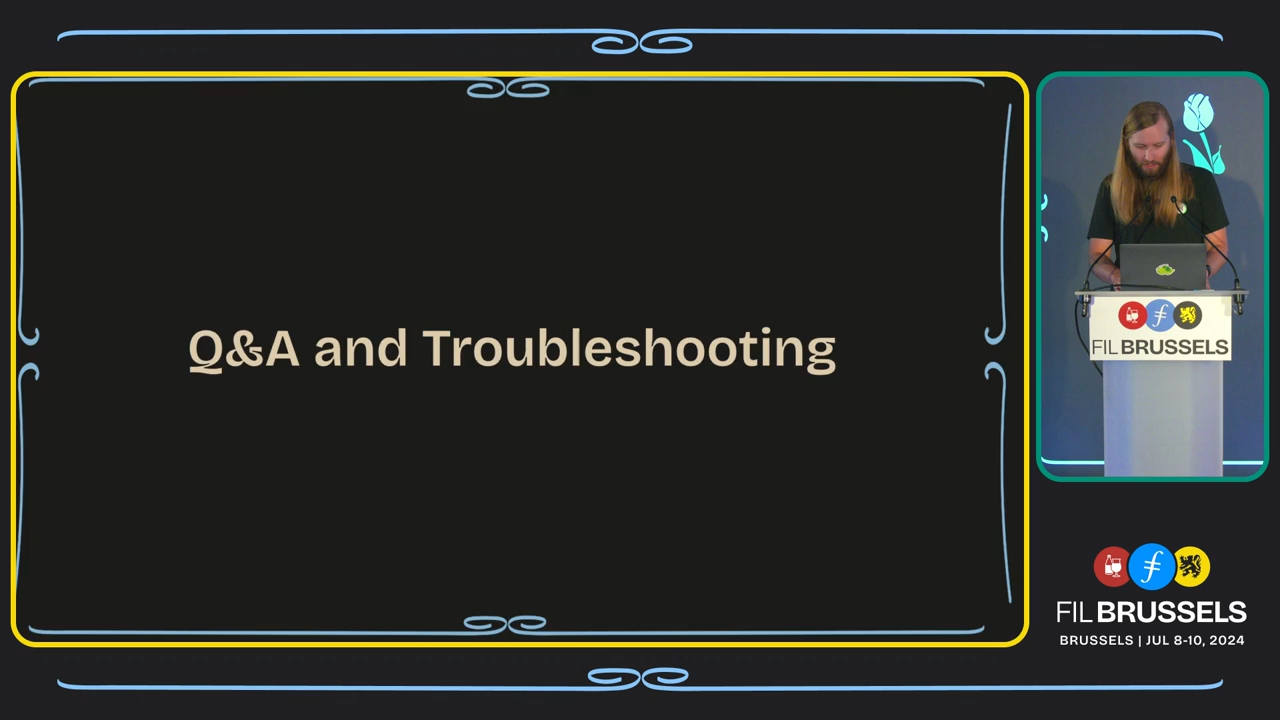 Q&A and Troubleshooting
FIL BRUSSELS
FIL BRUSSELS
BRUSSELS | JUL 8-10, 2024